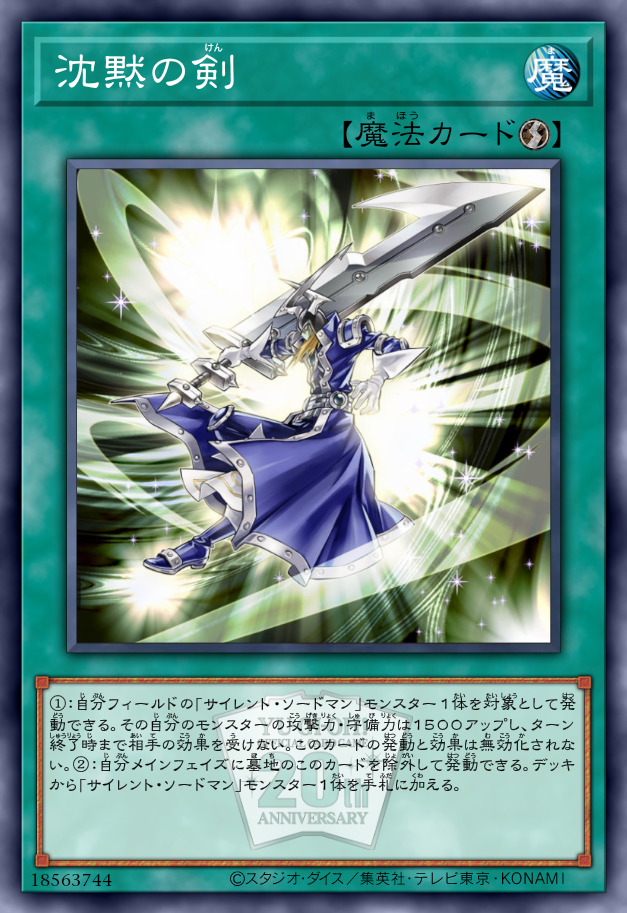 沈黙の剣
魔
【魔法カード】
①:自分フィールドの「サイレント・ソードマン」モンスター1体を対象として発
動できる。その自分のモンスターの攻撃力・守備力は1500アップし、ターン
終了時まで相手の効果を受けない。このカードの発動と効果は無効化されな
い。②:自分メインフェイズに墓地のこのカードを除外して発動できる。デッキ
から「サイレント・ソードマン」モンスター1体を手札に加える。
20th
ANNIVERSARY
18563744
©スタジオ・ダイス/集英社・テレビ東京・KONAMI